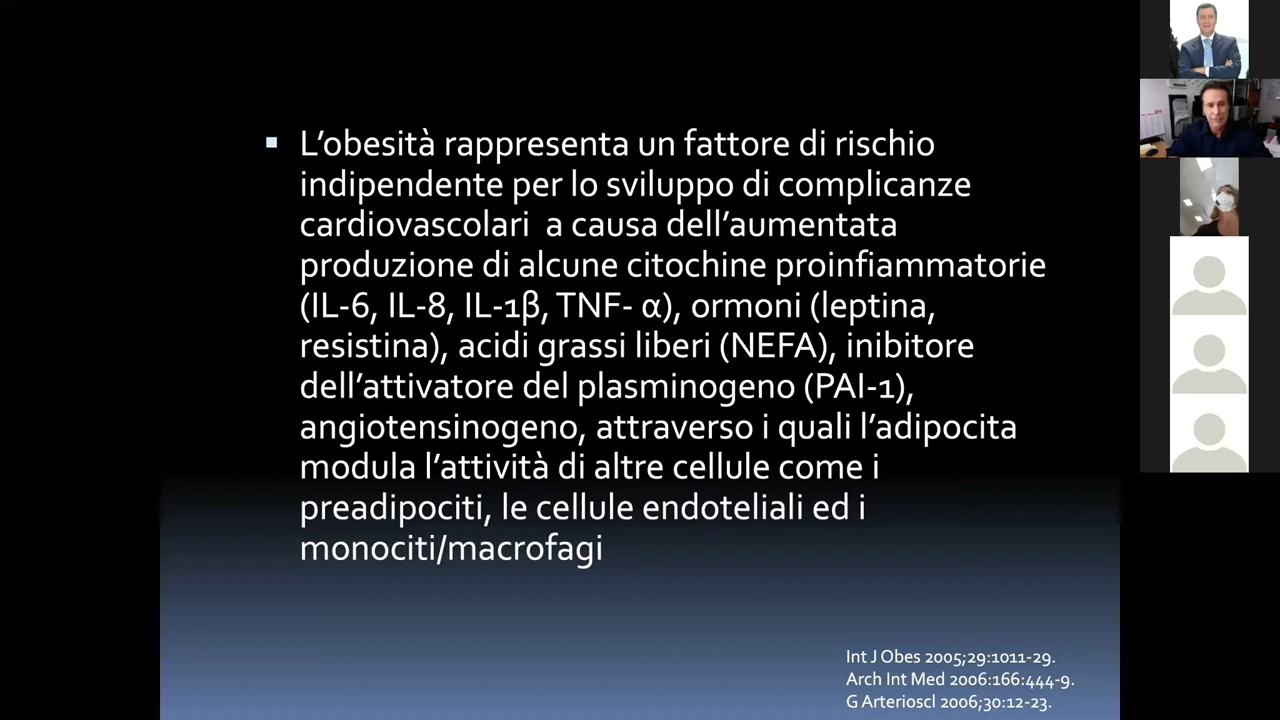 L’obesità rappresenta un fattore di rischio
indipendente per lo sviluppo di complicanze
cardiovascolari  a causa dell’aumentata
produzione di alcune citochine proinfiammatorie
(IL-6, IL-8, IL-1β, TNF- α), ormoni (leptina,
resistina), acidi grassi liberi (NEFA), inibitore
dell’attivatore del plasminogeno (PAI-1),
angiotensinogeno, attraverso i quali l’adipocita
modula l’attività di altre cellule come i
preadipociti, le cellule endoteliali ed i
monociti/macrofagi
Int J Obes 2005;29:1011-29.
Arch Int Med 2006:166:444-9.
G Arterioscl 2006;30:12-23.